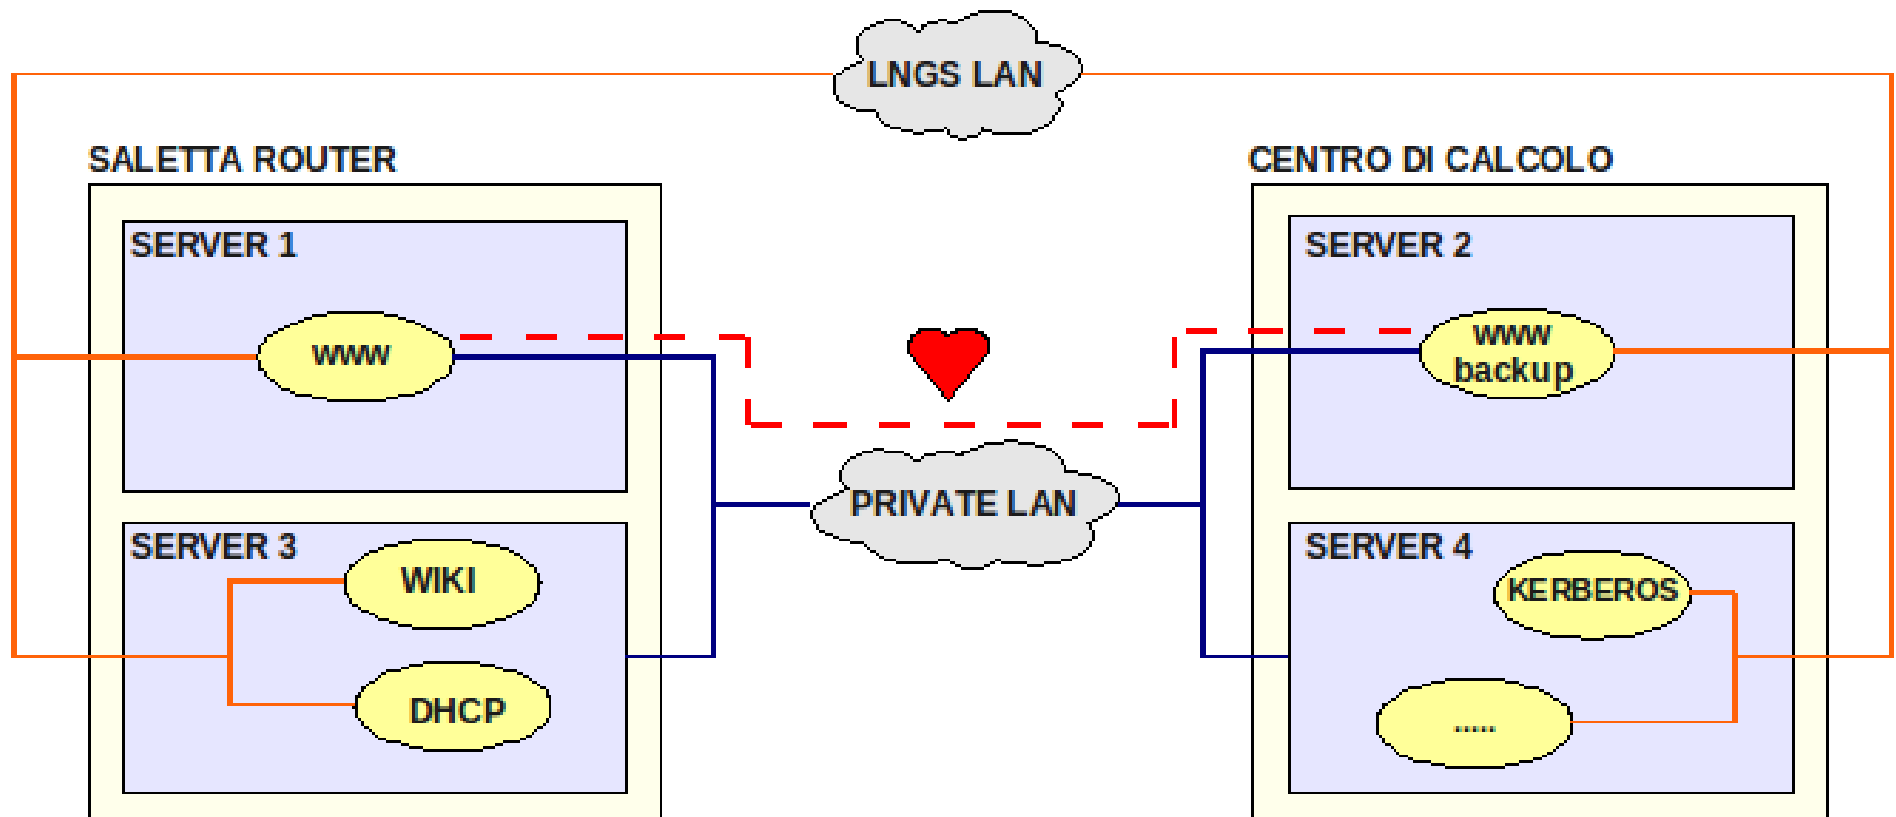 LNGS LAN
SALETTA ROUTER
CENTRO DI CALCOLO
SERVER 1
www
SERVER 2
www
backup
PRIVATE LAN
SERVER 3
WIKI
DHCP
SERVER 4
KERBEROS
.....